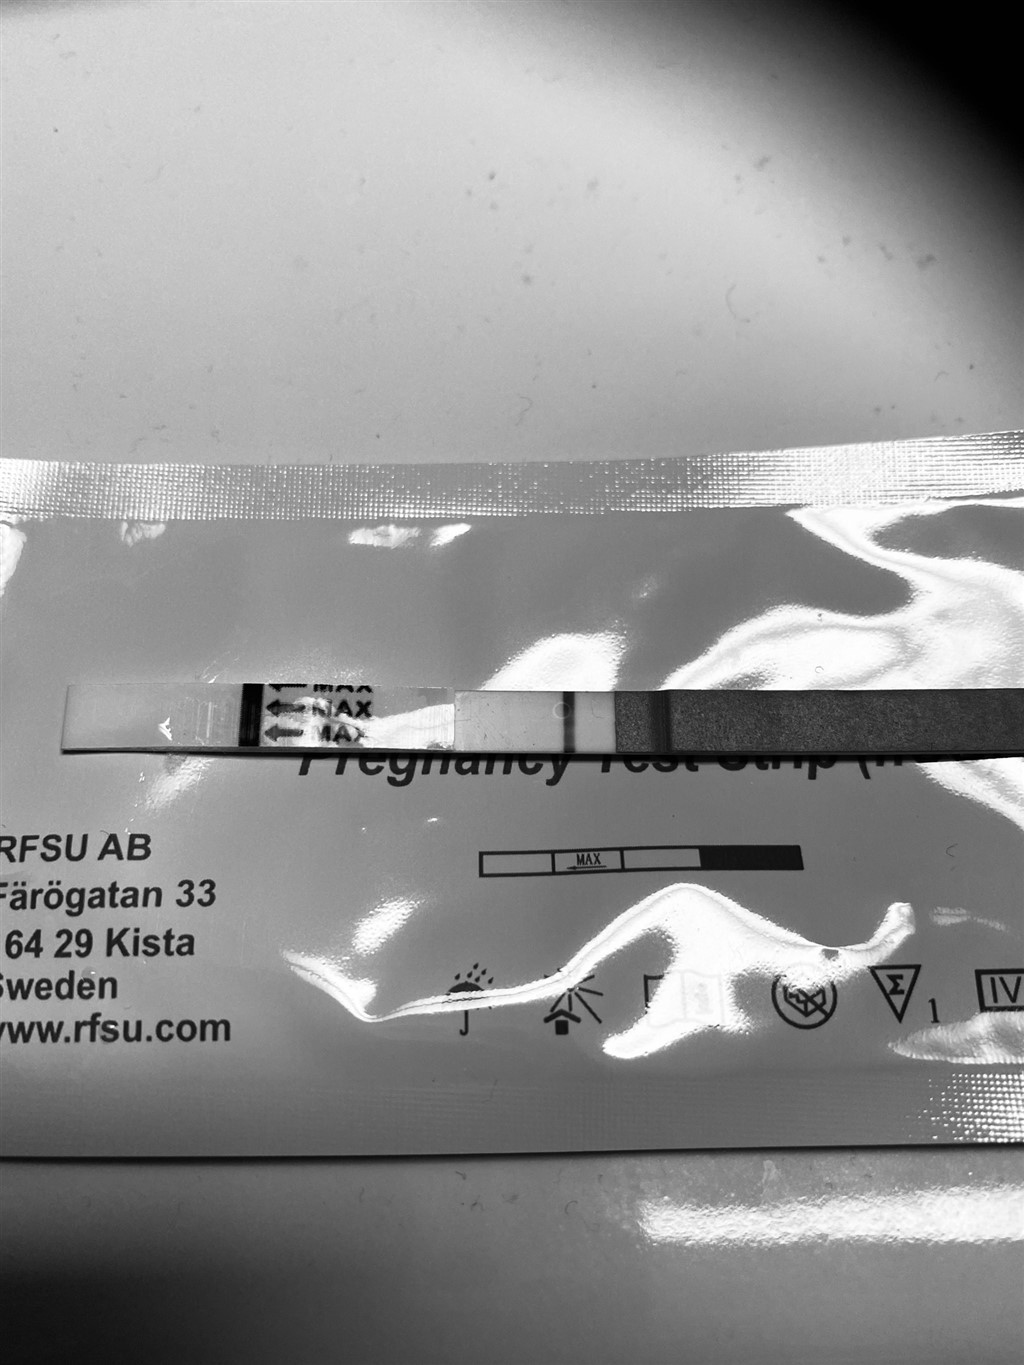 MAX
MAX
MAX
Pregnancy Test Strip
RFSU AB
Färögatan 33
64 29 Kista
Sweden
www.rfsu.com
MAX
Σ
1
IV